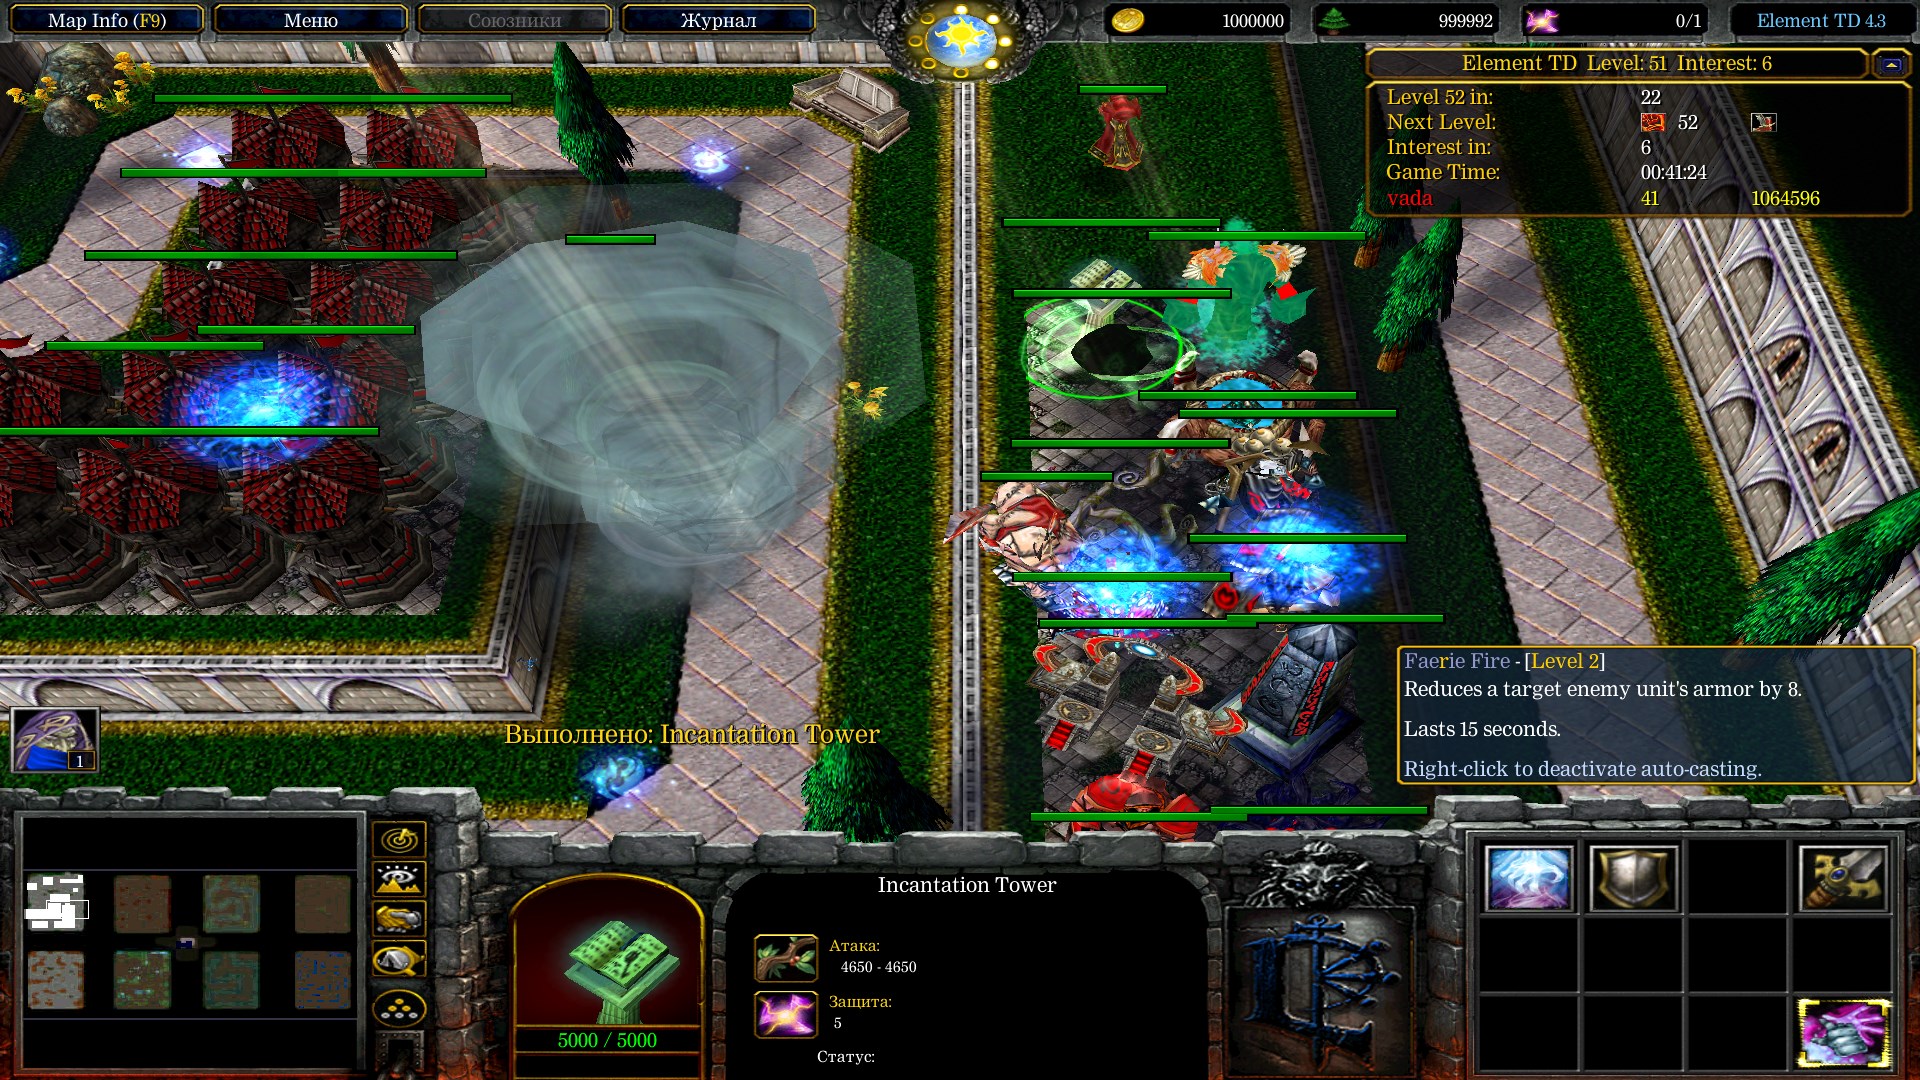 Map Info (F9)
Меню
Союзники
Журнал
1000000
999992
0/1
Element TD 4.3
Element TD Level: 51 Interest: 6
Level 52 in: 22
Next Level: 52
Interest in: 6
Game Time: 00:41:24
vada 41 1064596
Faerie Fire - [Level 2]
Reduces a target enemy unit's armor by 8.
Lasts 15 seconds.
Right-click to deactivate auto-casting.
Выполнено: Incantation Tower
1
Incantation Tower
Атака:
4650 - 4650
Защита:
5
Статус:
5000 / 5000